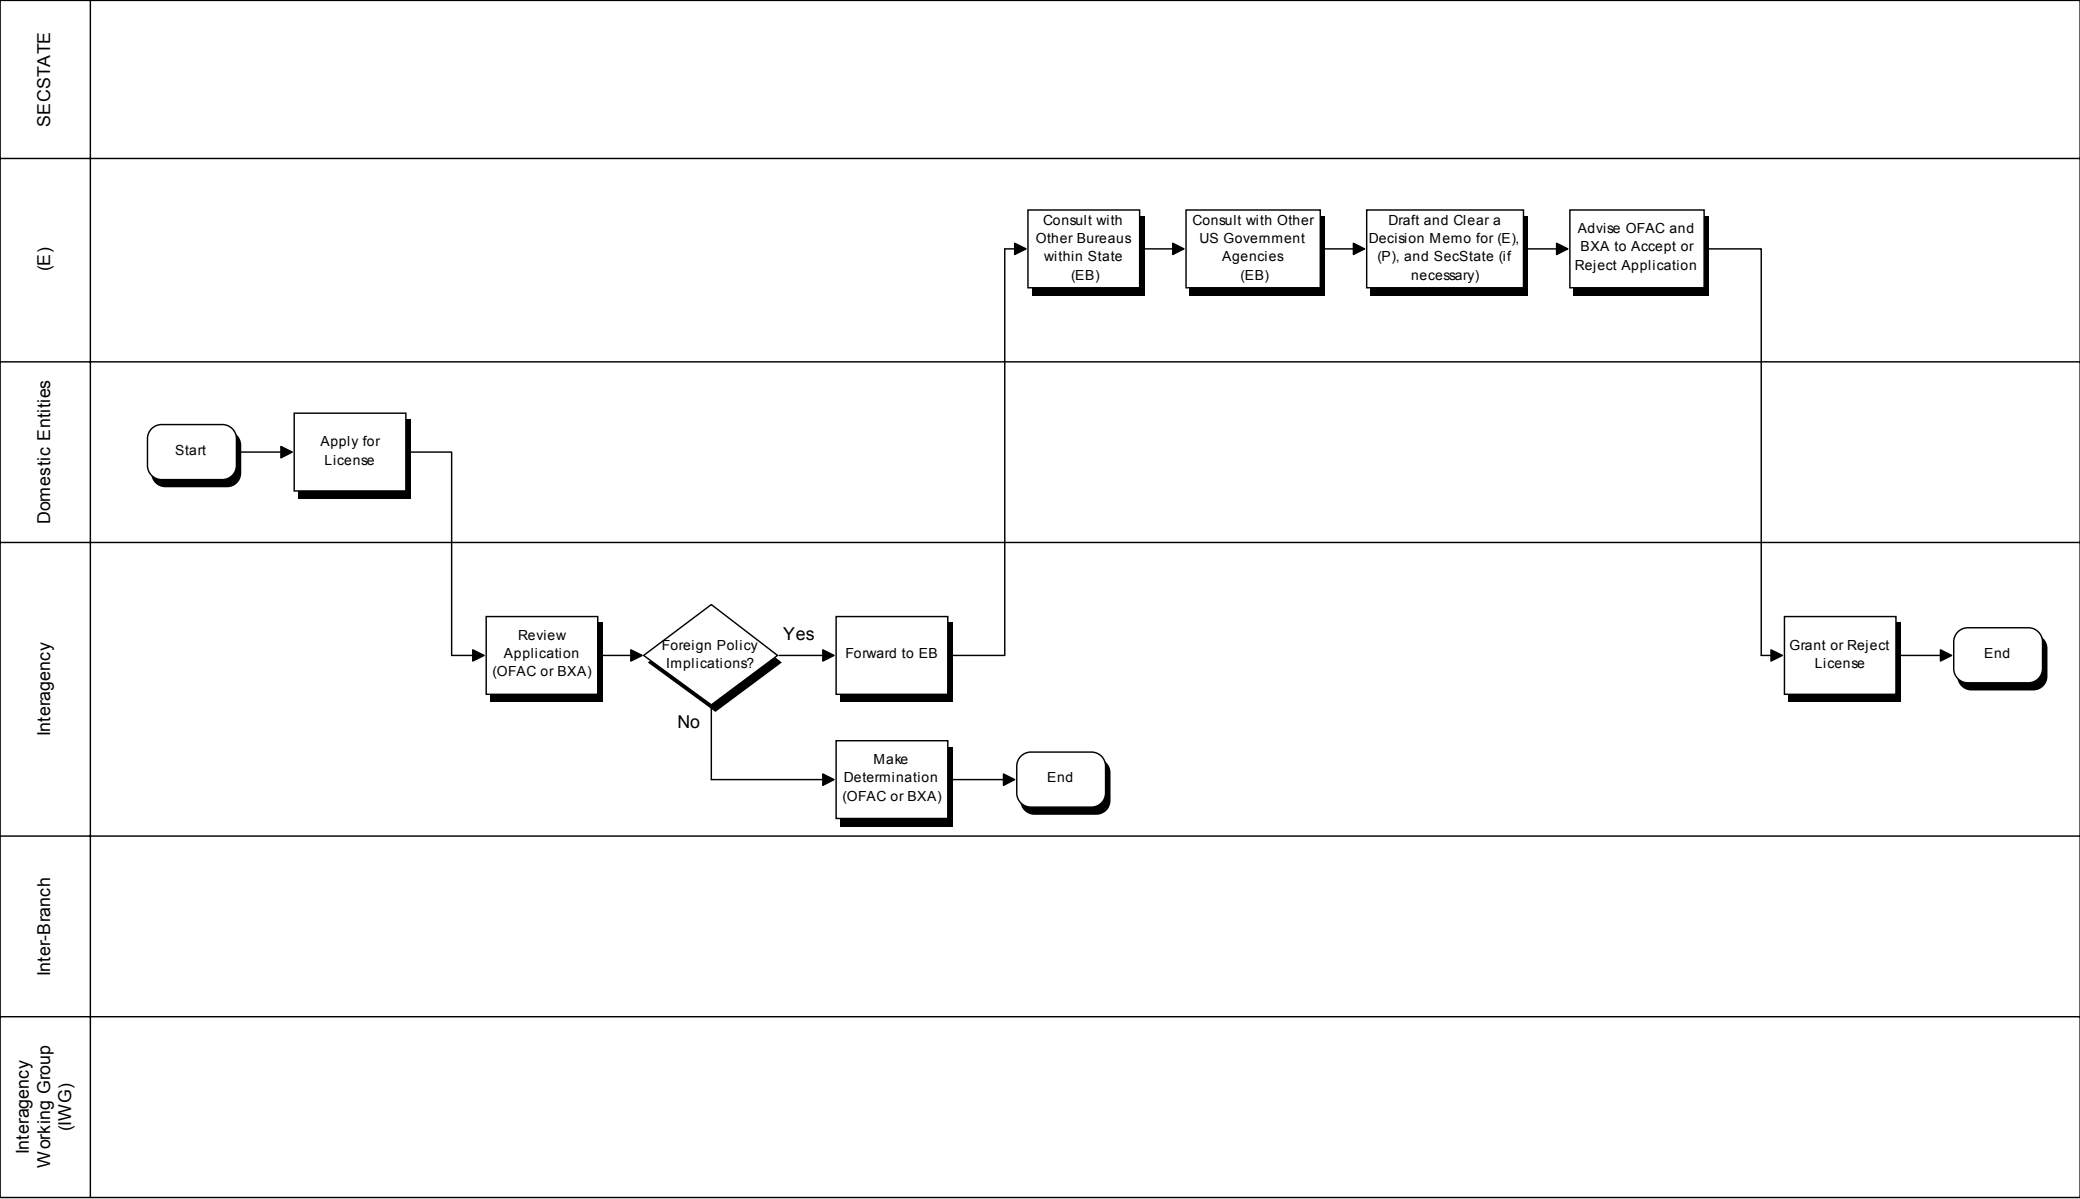 SECSTATE
(E)
Consult with
Other Bureaus
within State
(EB)
Consult with Other
US Government
Agencies
(EB)
Draft and Clear a
Decision Memo for (E),
(P), and SecState (if
necessary)
Advise OFAC and
BXA to Accept or
Reject Application
Domestic Entities
Start
Apply for
License
Interagency
Review
Application
(OFAC or BXA)
Foreign Policy
Implications?
Yes
No
Forward to EB
Make
Determination
(OFAC or BXA)
End
Grant or Reject
License
End
Inter-Branch
Interagency
Working Group
(IWG)